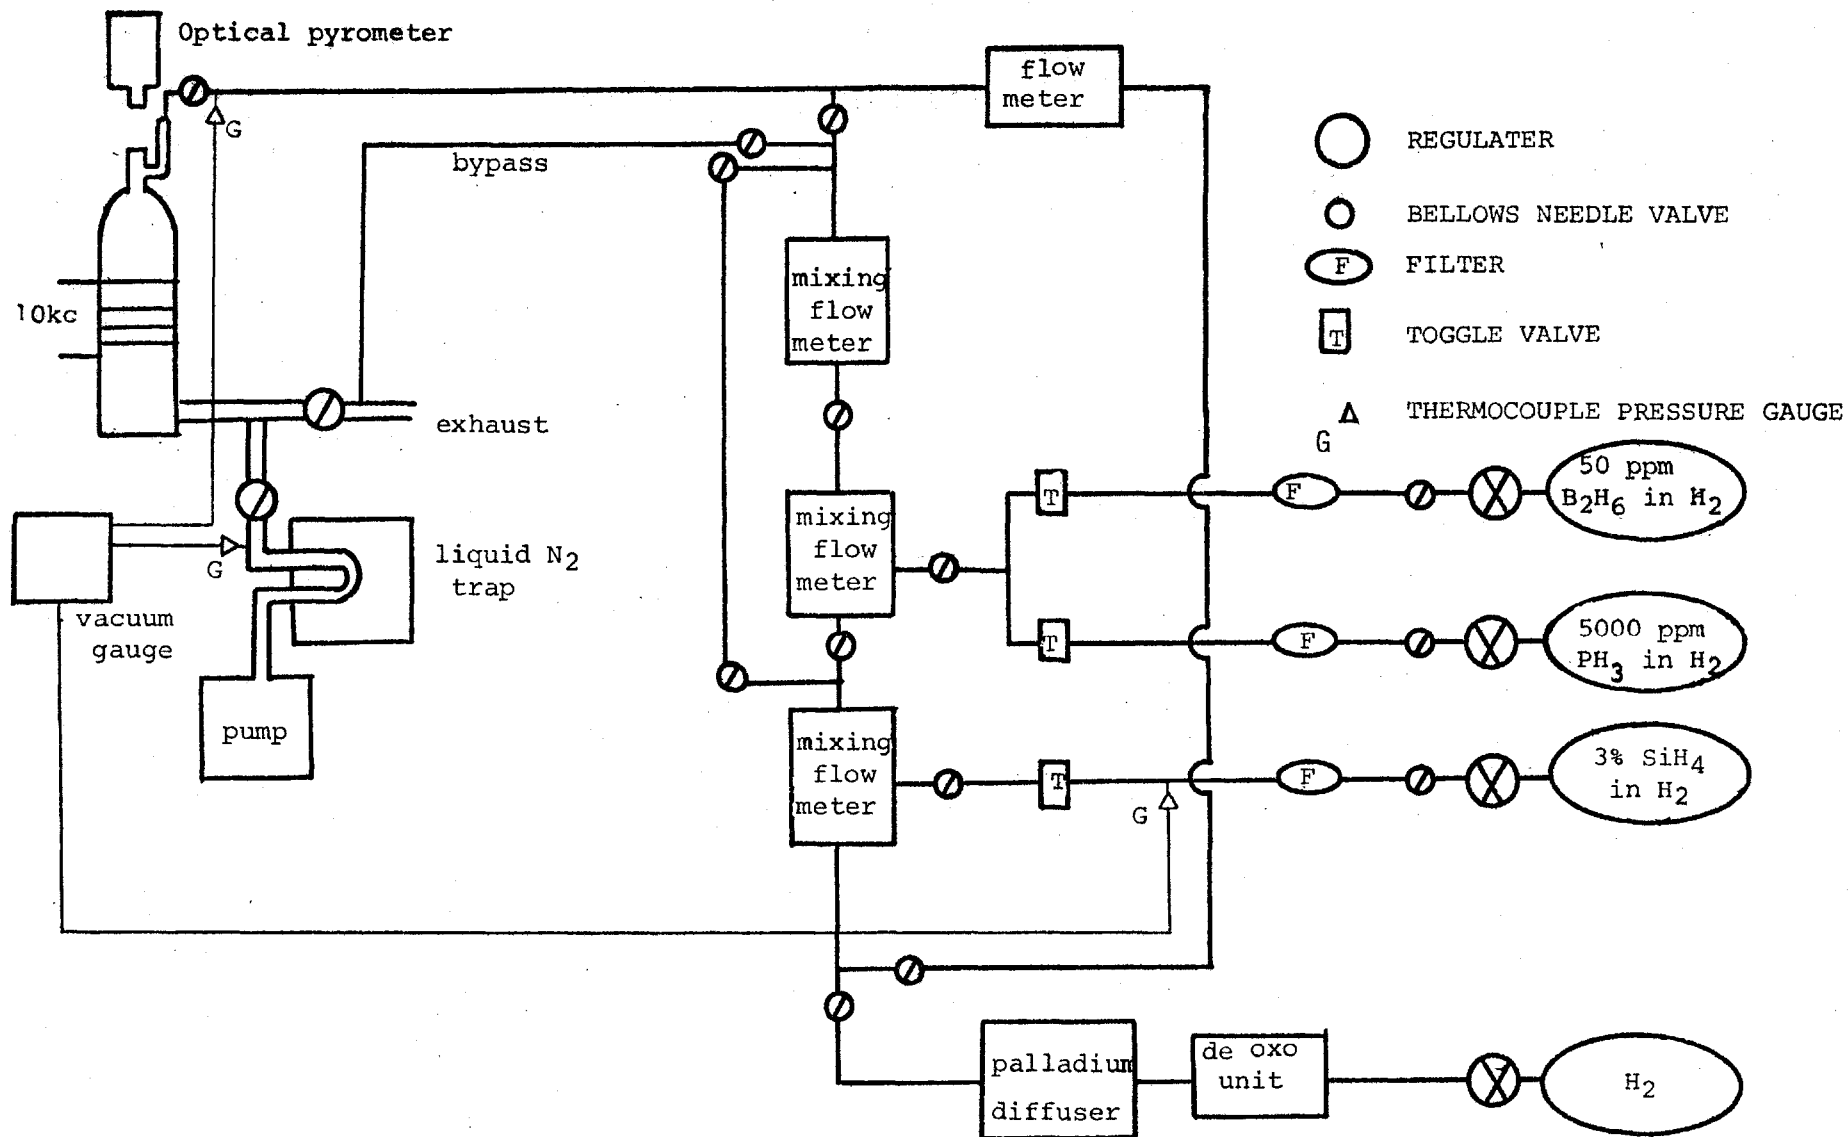 Optical pyrometer
G
bypass
flow
meter
REGULATER
BELLOWS NEEDLE VALVE
F FILTER
T TOGGLE VALVE
G THERMOCOUPLE PRESSURE GAUGE
10kc
exhaust
mixing
flow
meter
mixing
flow
meter
T
F
50 ppm
B2H6 in H2
G
liquid N2
trap
vacuum
gauge
pump
T
F
5000 ppm
PH3 in H2
mixing
flow
meter
T
G
F
3% SiH4
in H2
palladium
diffuser
de oxo
unit
H2